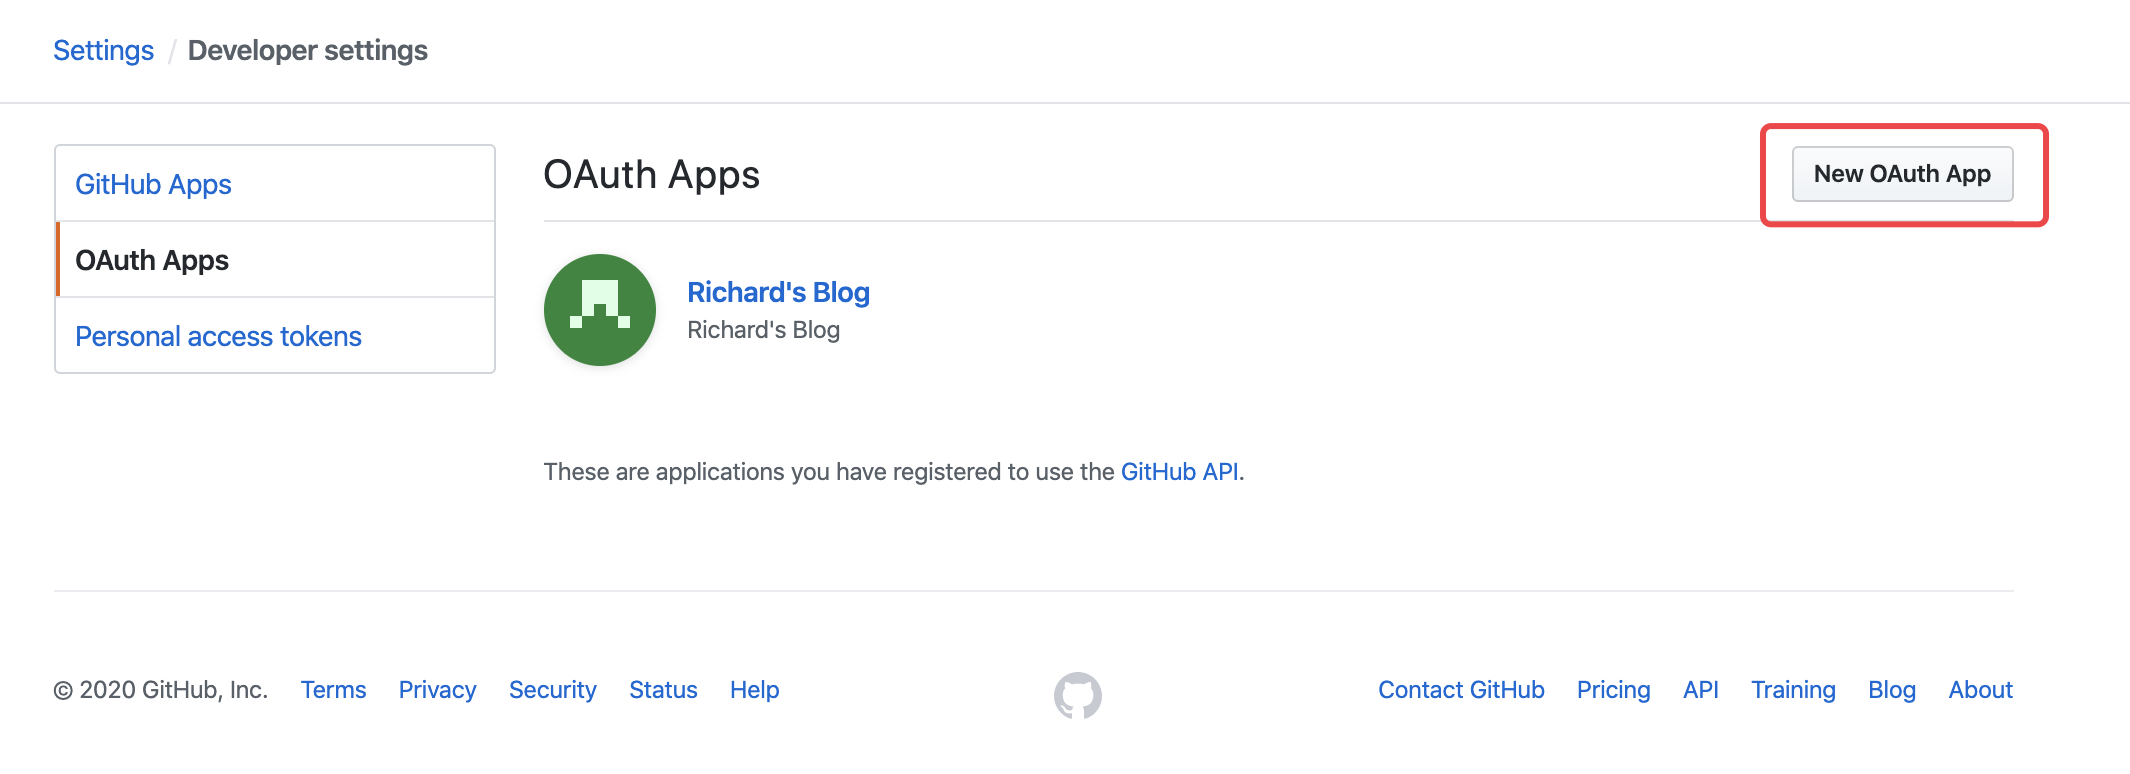 Settings / Developer settings
GitHub Apps
OAuth Apps
Personal access tokens
OAuth Apps
New OAuth App
Richard's Blog
Richard's Blog
These are applications you have registered to use the GitHub API.
© 2020 GitHub, Inc. Terms Privacy Security Status Help Contact GitHub Pricing API Training Blog About